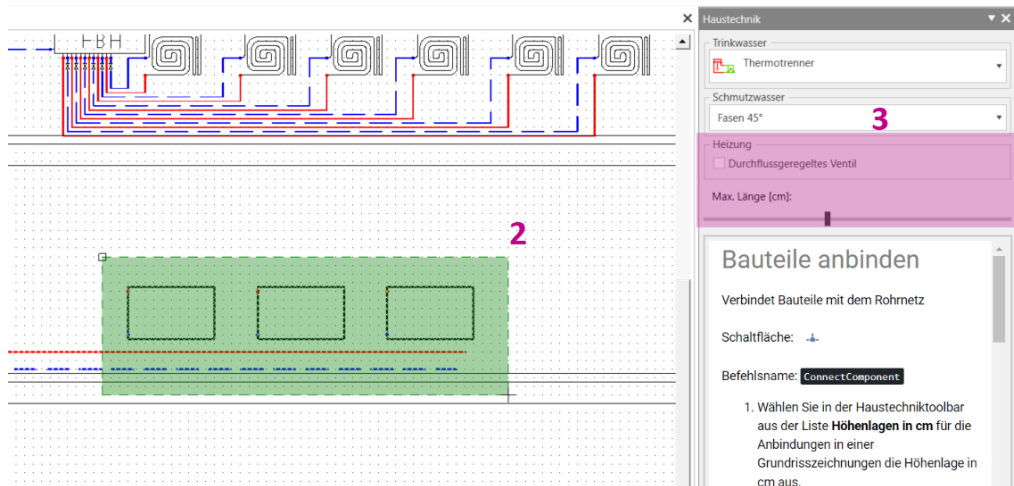 FBH
Haustechnik
Trinkwasser
Thermotrenner
Schmutzwasser
Fasen 45°
3
Heizung
Durchflussgeregeltes Ventil
Max. Länge [cm]:
2
Bauteile anbinden
Verbindet Bauteile mit dem Rohrnetz
Schaltfläche:
Befehlsname: ConnectComponent
1. Wählen Sie in der Haustechniktoolbar
aus der Liste Höhenlagen in cm für die
Anbindungen in einer
Grundrisszeichnungen die Höhenlage in
cm aus.